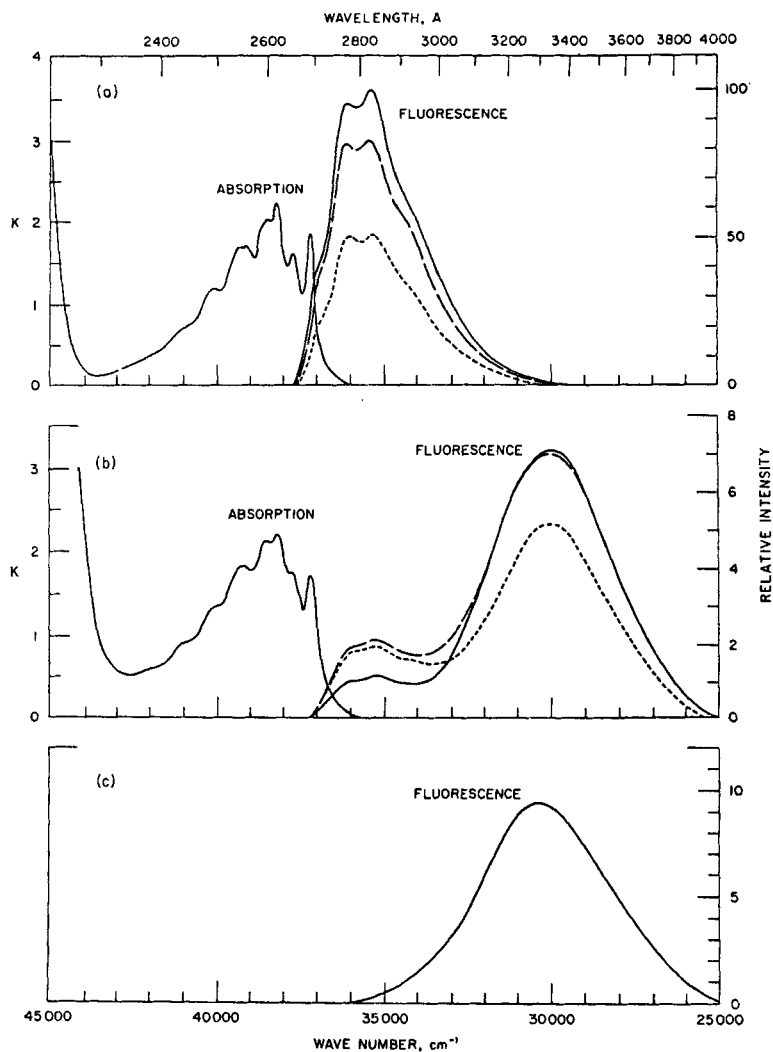 WAVELENGTH, A
2400 2600 2800 3000 3200 3400 3600 3800 4000
4
(a)
100
FLUORESCENCE
3
ABSORPTION
K 2
50
1
0
0
8
(b)
FLUORESCENCE
3
6
ABSORPTION
2
K
4
RELATIVE INTENSITY
1
2
0
0
(c)
FLUORESCENCE
10
5
0
45000 40000 35000 30000 25000
WAVE NUMBER, cm⁻¹